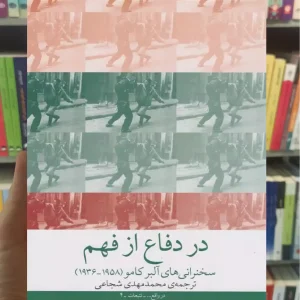 در دفاع از فهم
سخنرانی‌های آلبر کامو (۱۹۵۸-۱۹۳۶)
ترجمه‌ی محمدمهدی شجاعی